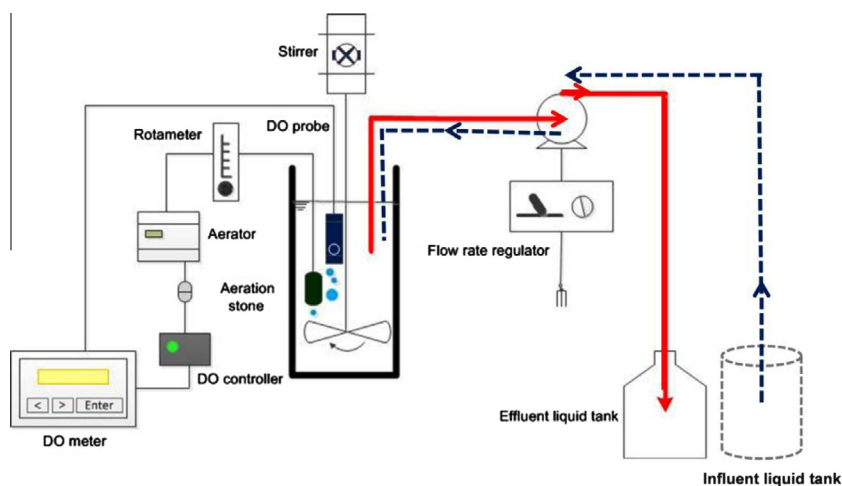 Stirrer
DO probe
Rotameter
Aerator
Flow rate regulator
Aeration
stone
DO controller
< > Enter
DO meter
Effluent liquid tank
Influent liquid tank